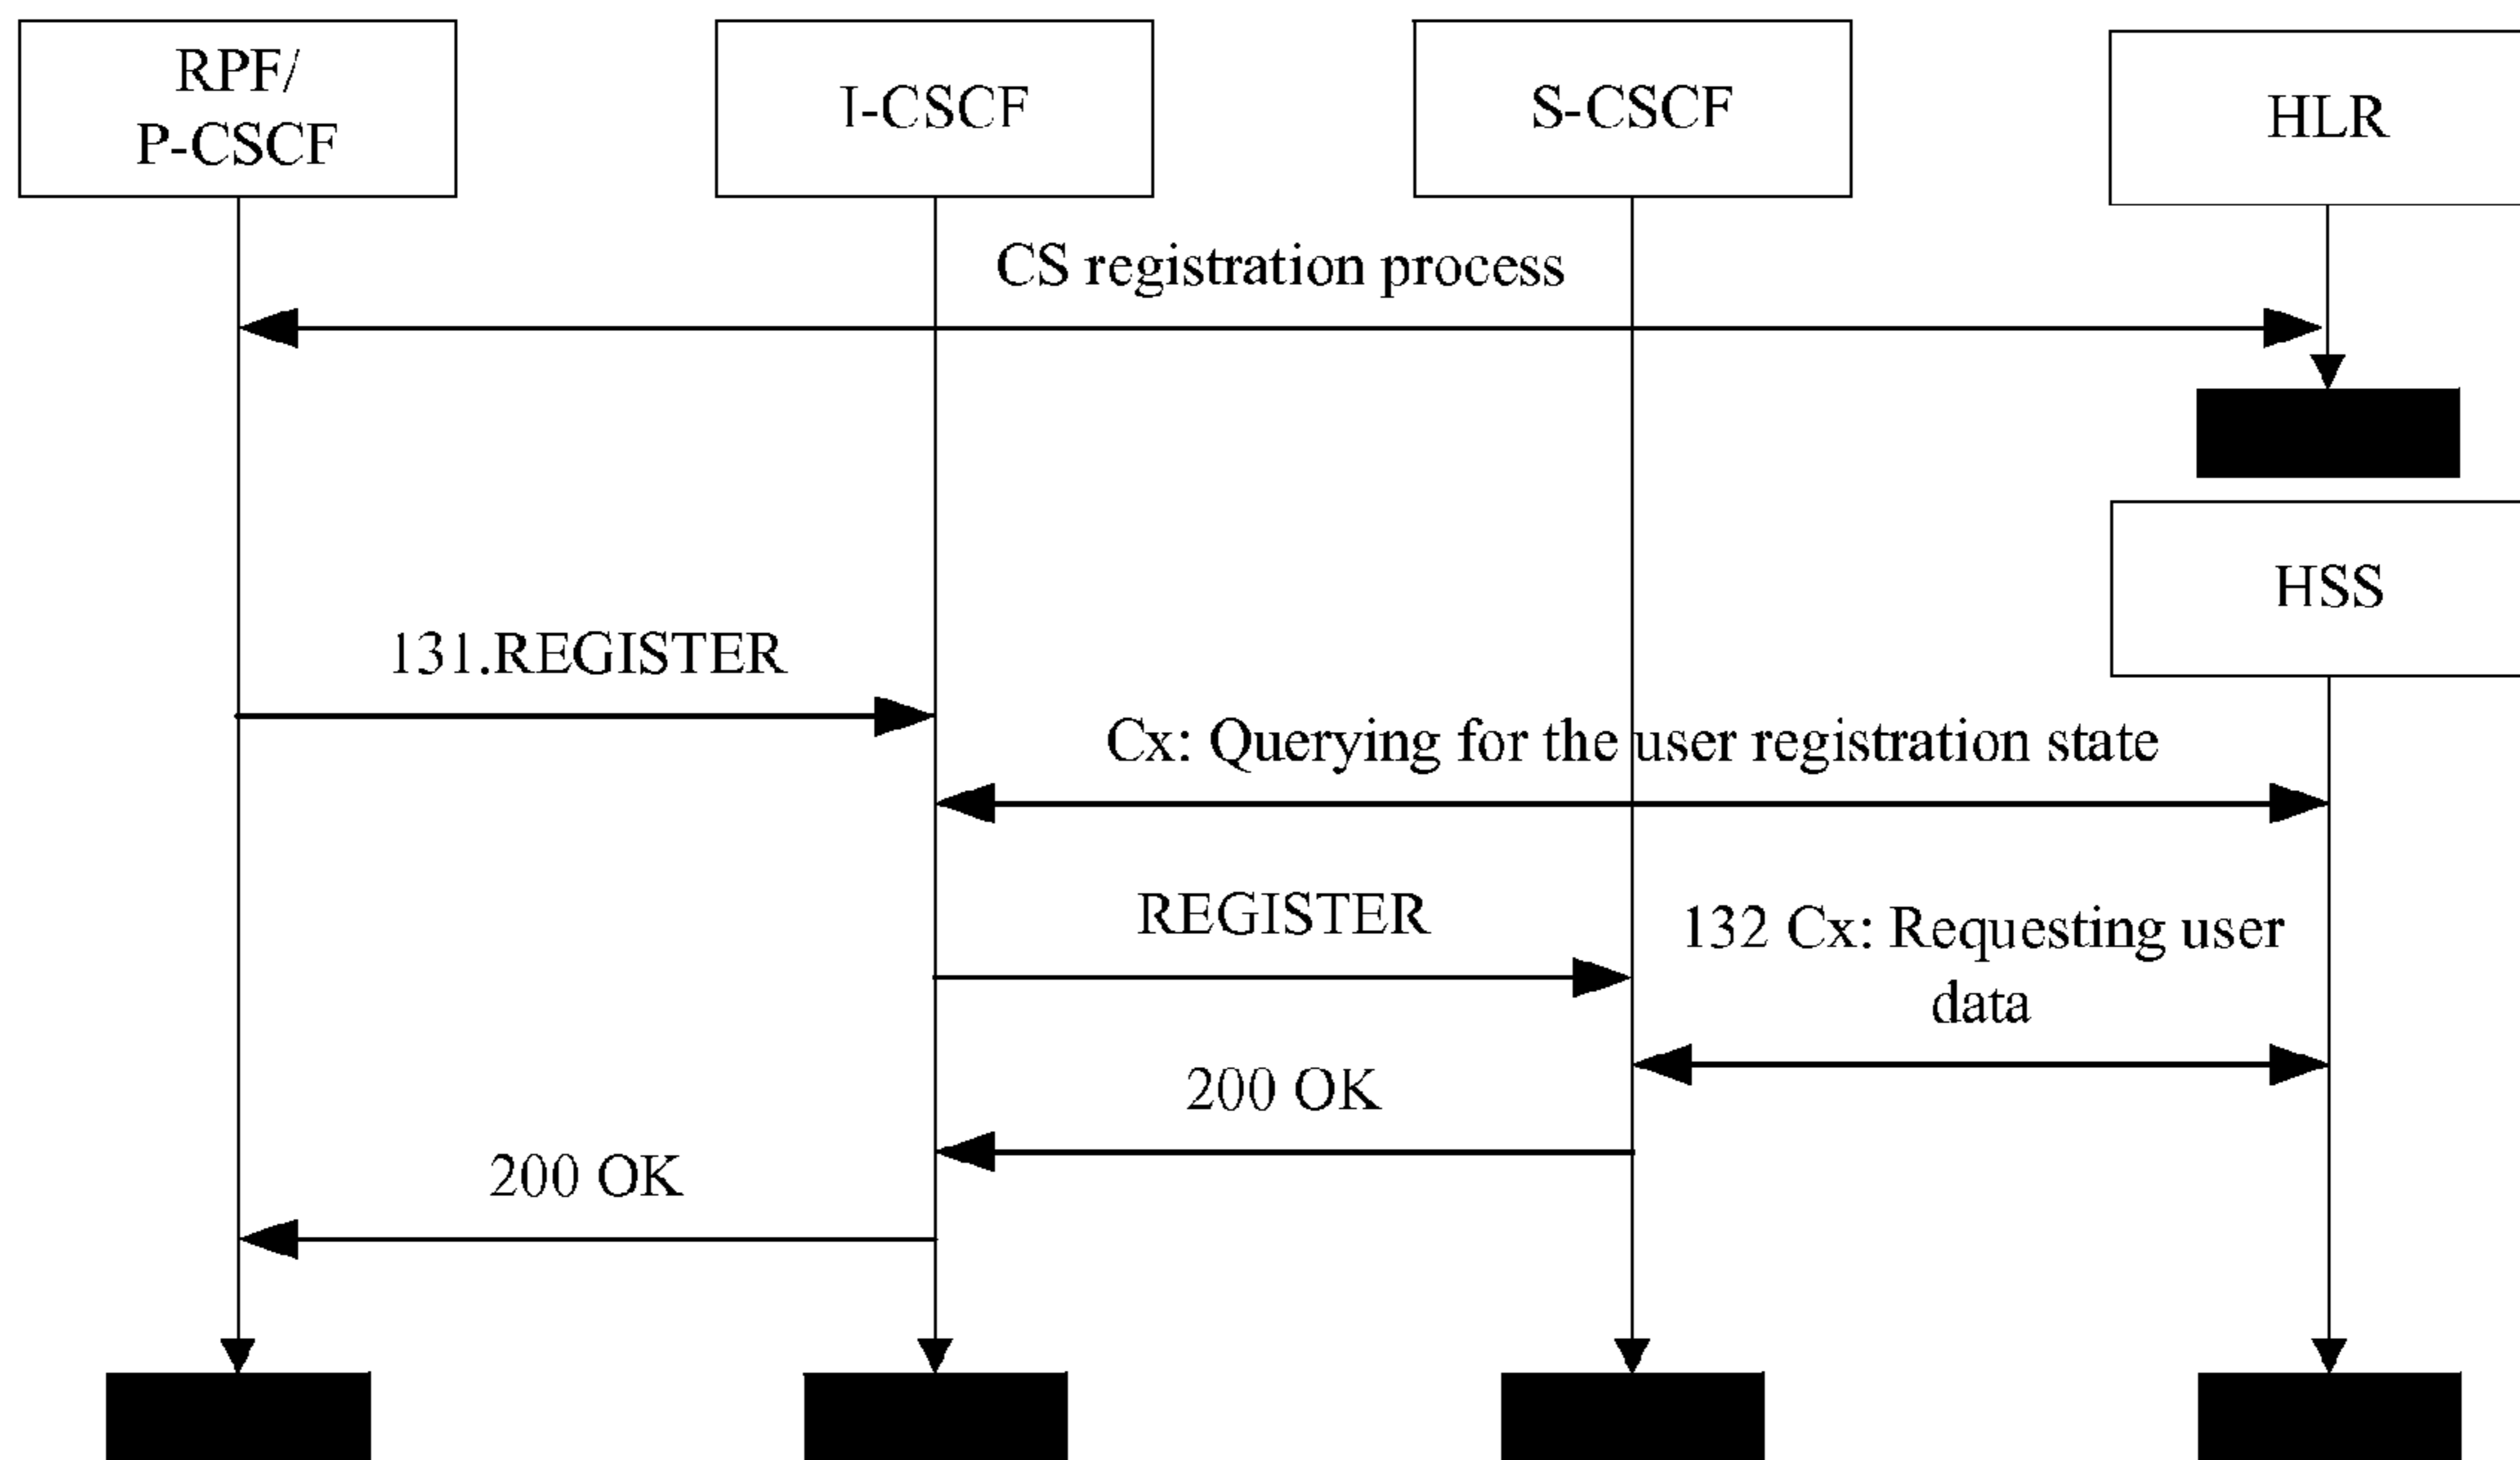 RPF/
P-CSCF
I-CSCF
S-CSCF
HLR
CS registration process
HSS
131.REGISTER
Cx: Querying for the user registration state
REGISTER
132 Cx: Requesting user
data
200 OK
200 OK